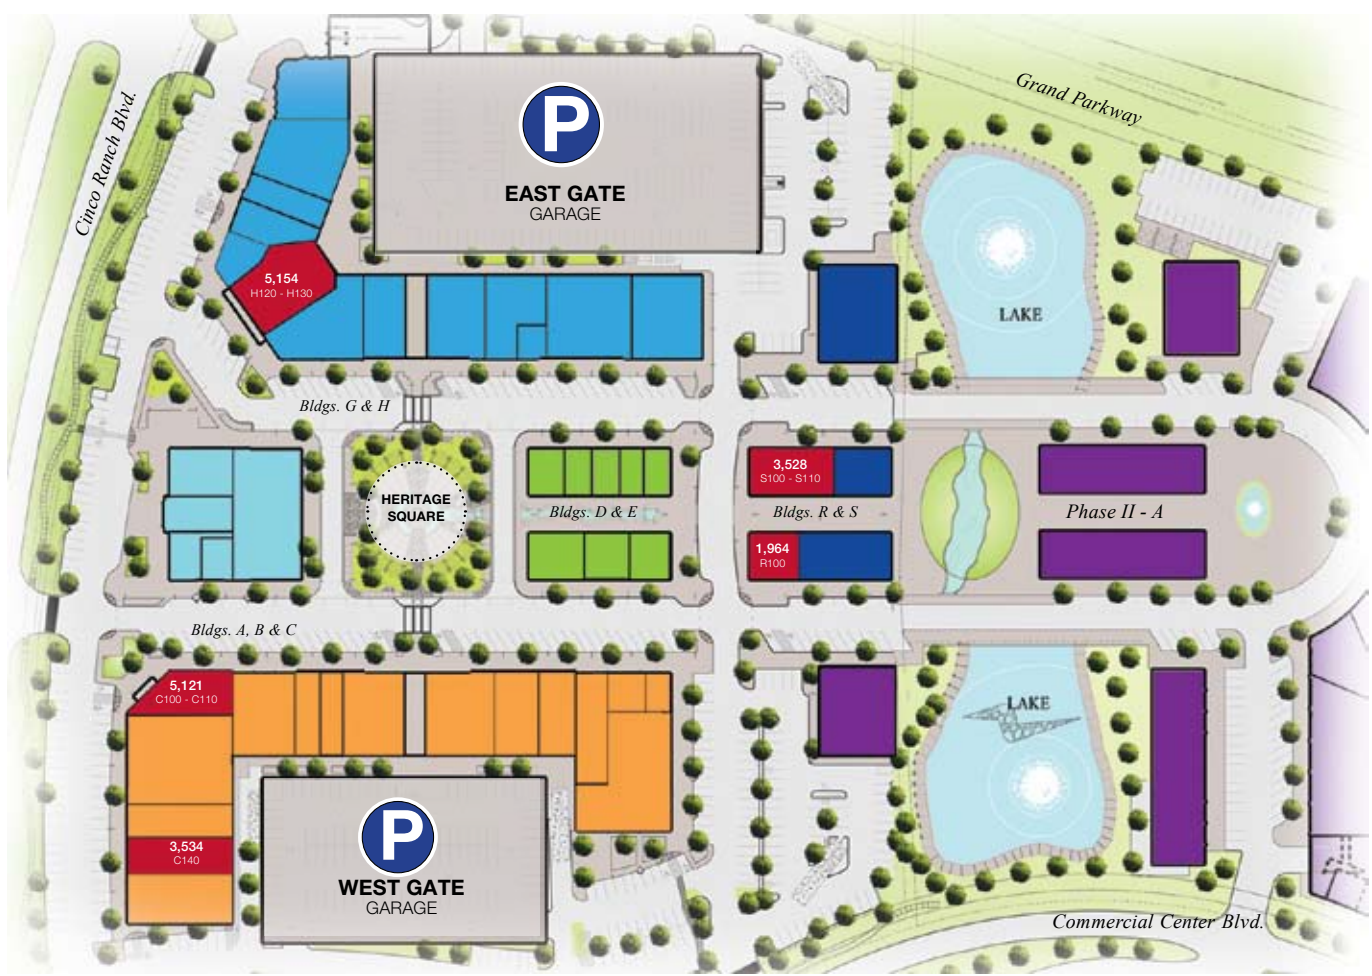 Grand Parkway
Cinco Ranch Blvd.
P
EAST GATE
GARAGE
5,154
H120 - H130
LAKE
Bldgs. G & H
3,528
S100 - S110
HERITAGE
SQUARE
Bldgs. D & E
Bldgs. R & S
Phase II - A
1,964
R100
Bldgs. A, B & C
5,121
C100 - C110
LAKE
P
3,534
C140
WEST GATE
GARAGE
Commercial Center Blvd.